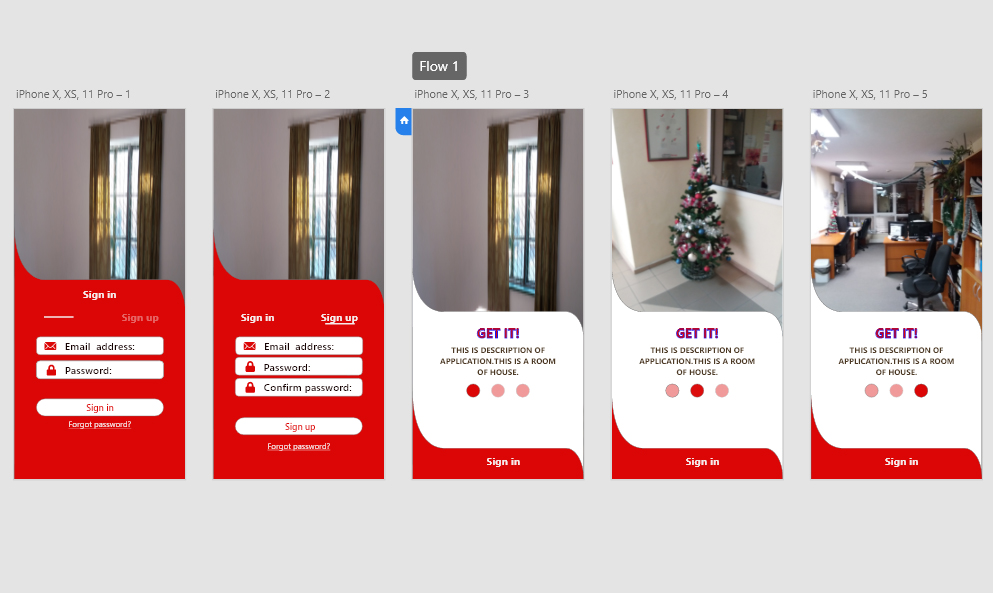 Flow 1
iPhone X, XS, 11 Pro – 1
Sign in
Sign up
Email address:
Password:
Sign in
Forgot password?
iPhone X, XS, 11 Pro – 2
Sign in
Sign up
Email address:
Password:
Confirm password:
Sign up
Forgot password?
iPhone X, XS, 11 Pro – 3
GET IT!
THIS IS DESCRIPTION OF
APPLICATION.THIS IS A ROOM
OF HOUSE.
Sign in
iPhone X, XS, 11 Pro – 4
GET IT!
THIS IS DESCRIPTION OF
APPLICATION.THIS IS A ROOM
OF HOUSE.
Sign in
iPhone X, XS, 11 Pro – 5
GET IT!
THIS IS DESCRIPTION OF
APPLICATION.THIS IS A ROOM
OF HOUSE.
Sign in